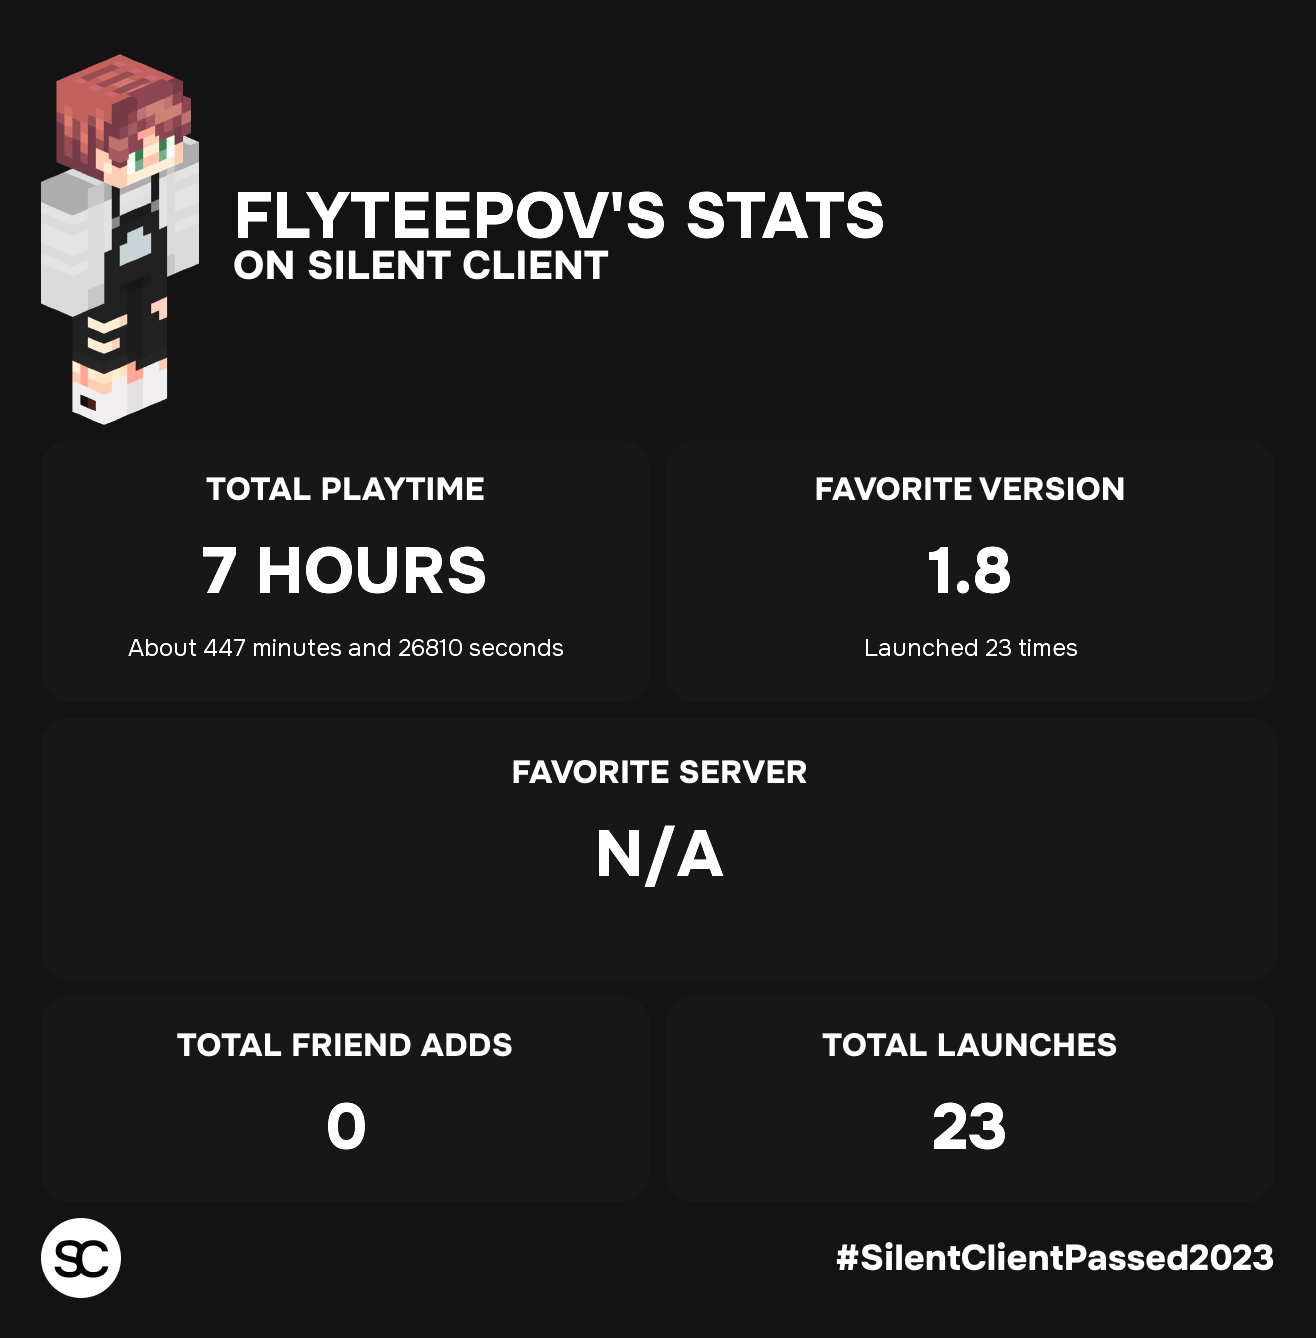 FLYTEEPOV'S STATS
ON SILENT CLIENT
TOTAL PLAYTIME
7 HOURS
About 447 minutes and 26810 seconds
FAVORITE VERSION
1.8
Launched 23 times
FAVORITE SERVER
N/A
TOTAL FRIEND ADDS
0
TOTAL LAUNCHES
23
SC
#SilentClientPassed2023